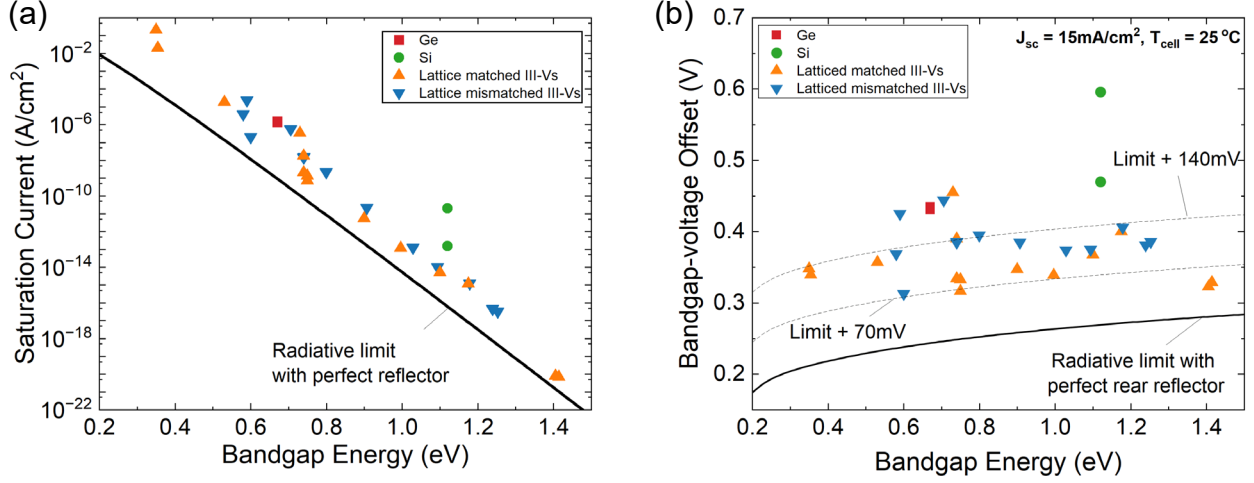 (a)
Saturation Current (A/cm²)
10⁻²
10⁻⁶
10⁻¹⁰
10⁻¹⁴
10⁻¹⁸
10⁻²²
Ge
Si
Lattice matched III-Vs
Lattice mismatched III-Vs
Radiative limit
with perfect reflector
0.2 0.4 0.6 0.8 1.0 1.2 1.4
Bandgap Energy (eV)
(b)
Bandgap-voltage Offset (V)
0.7
0.6
0.5
0.4
0.3
0.2
Ge
Si
Latticed matched III-Vs
Latticed mismatched III-Vs
J_sc = 15mA/cm², T_cell = 25 °C
Limit + 140mV
Limit + 70mV
Radiative limit with
perfect rear reflector
0.2 0.4 0.6 0.8 1.0 1.2 1.4
Bandgap Energy (eV)